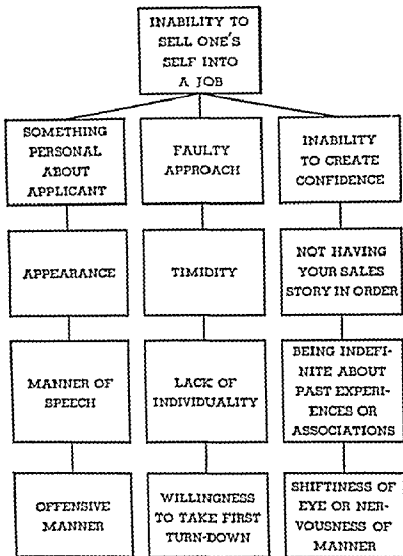 INABILITY TO
SELL ONE'S
SELF INTO
A JOB
SOMETHING
PERSONAL
ABOUT
APPLICANT
FAULTY
APPROACH
INABILITY
TO CREATE
CONFIDENCE
APPEARANCE
TIMIDITY
NOT HAVING
YOUR SALES
STORY IN ORDER
MANNER OF
SPEECH
LACK OF
INDIVIDUALITY
BEING INDEFI-
NITE ABOUT
PAST EXPERI-
ENCES OR
ASSOCIATIONS
OFFENSIVE
MANNER
WILLINGNESS
TO TAKE FIRST
TURN-DOWN
SHIFTINESS OF
EYE OR NER-
VOUSNESS OF
MANNER